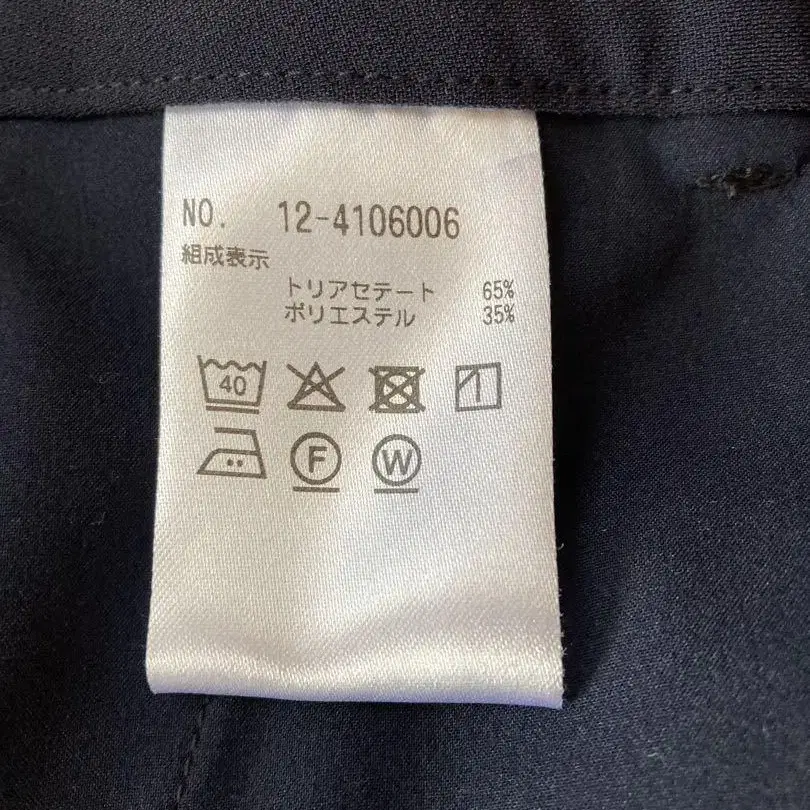 NO. 12-4106006
組成表示
トリアセテート 65%
ポリエステル 35%
40
F W